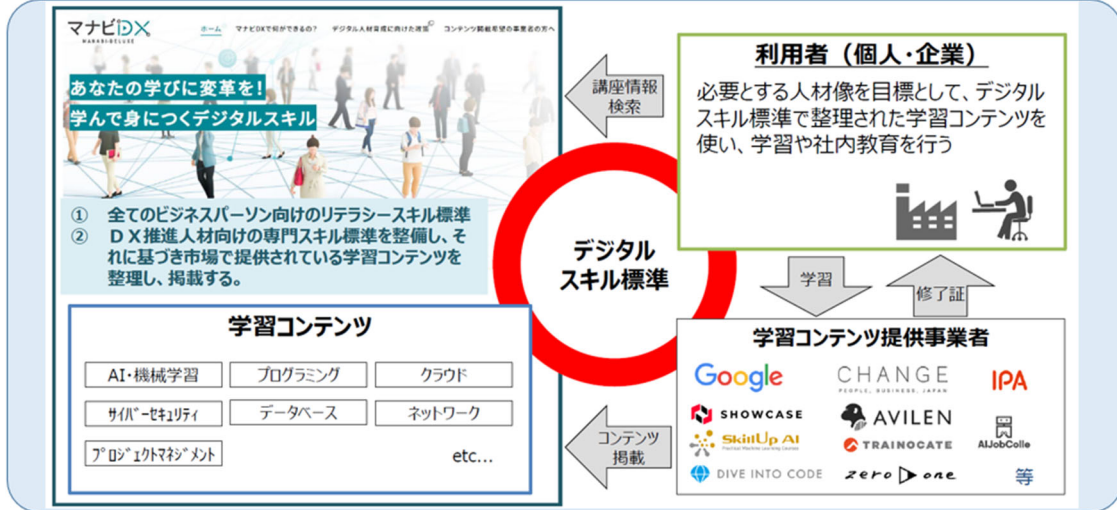 マナビDX
MANABI-DELUXE
ホーム マナビDXで何ができるの? デジタル人材育成に向けた政策 コンテンツ掲載希望の事業者の方へ
あなたの学びに変革を!
学んで身につくデジタルスキル
① 全てのビジネスパーソン向けのリテラシースキル標準
② DX推進人材向けの専門スキル標準を整備し、そ
れに基づき市場で提供されている学習コンテンツを
整理し、掲載する。
学習コンテンツ
AI・機械学習 プログラミング クラウド
サイバーセキュリティ データベース ネットワーク
プロジェクトマネジメント etc...
講座情報
検索
デジタル
スキル標準
コンテンツ
掲載
利用者(個人・企業)
必要とする人材像を目標として、デジタル
スキル標準で整理された学習コンテンツを
使い、学習や社内教育を行う
学習
修了証
学習コンテンツ提供事業者
Google CHANGE IPA
PEOPLE, BUSINESS, JAPAN
SHOWCASE AVILEN
SkillUp AI TRAINOCATE AIJobColle
Practical Machine Learning Courses
DIVE INTO CODE zero one 等